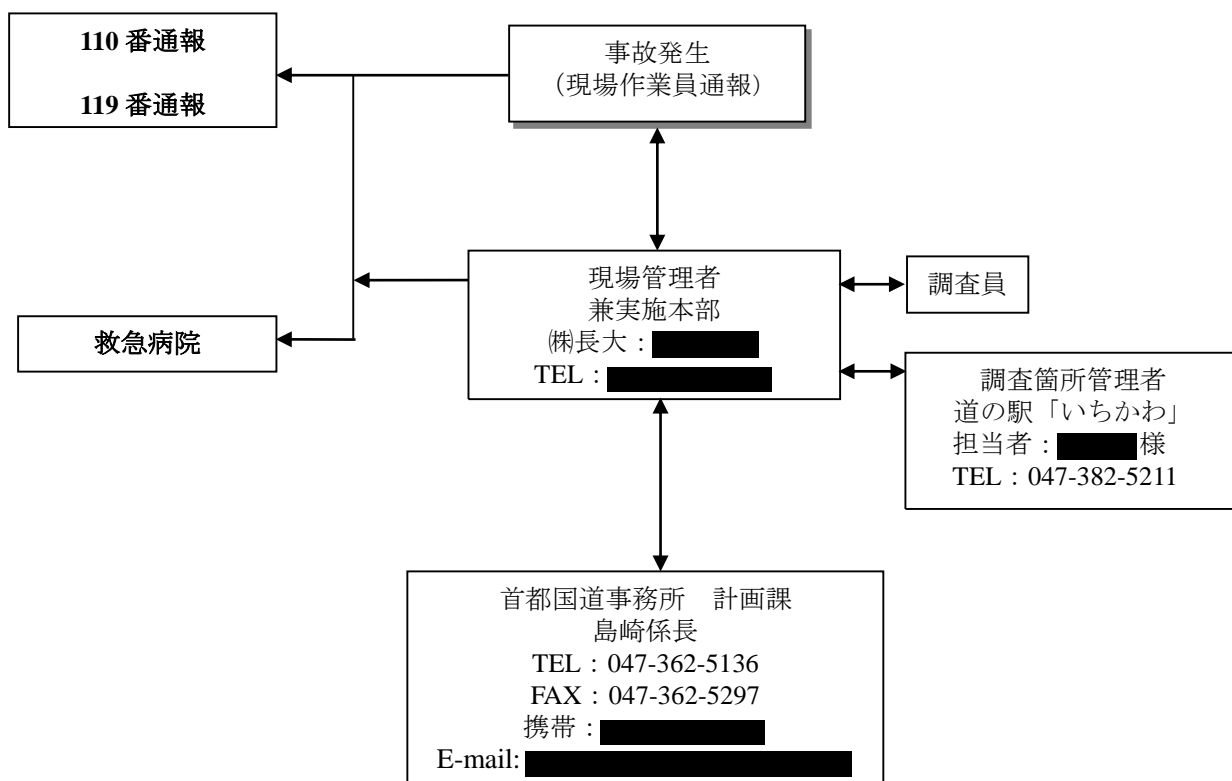 110 番通報
119 番通報
事故発生
（現場作業員通報）
現場管理者
兼実施本部
㈱長大：
TEL：
調査員
救急病院
調査箇所管理者
道の駅「いちかわ」
担当者：様
TEL：047-382-5211
首都国道事務所　計画課
島崎係長
TEL：047-362-5136
FAX：047-362-5297
携帯：
E-mail: